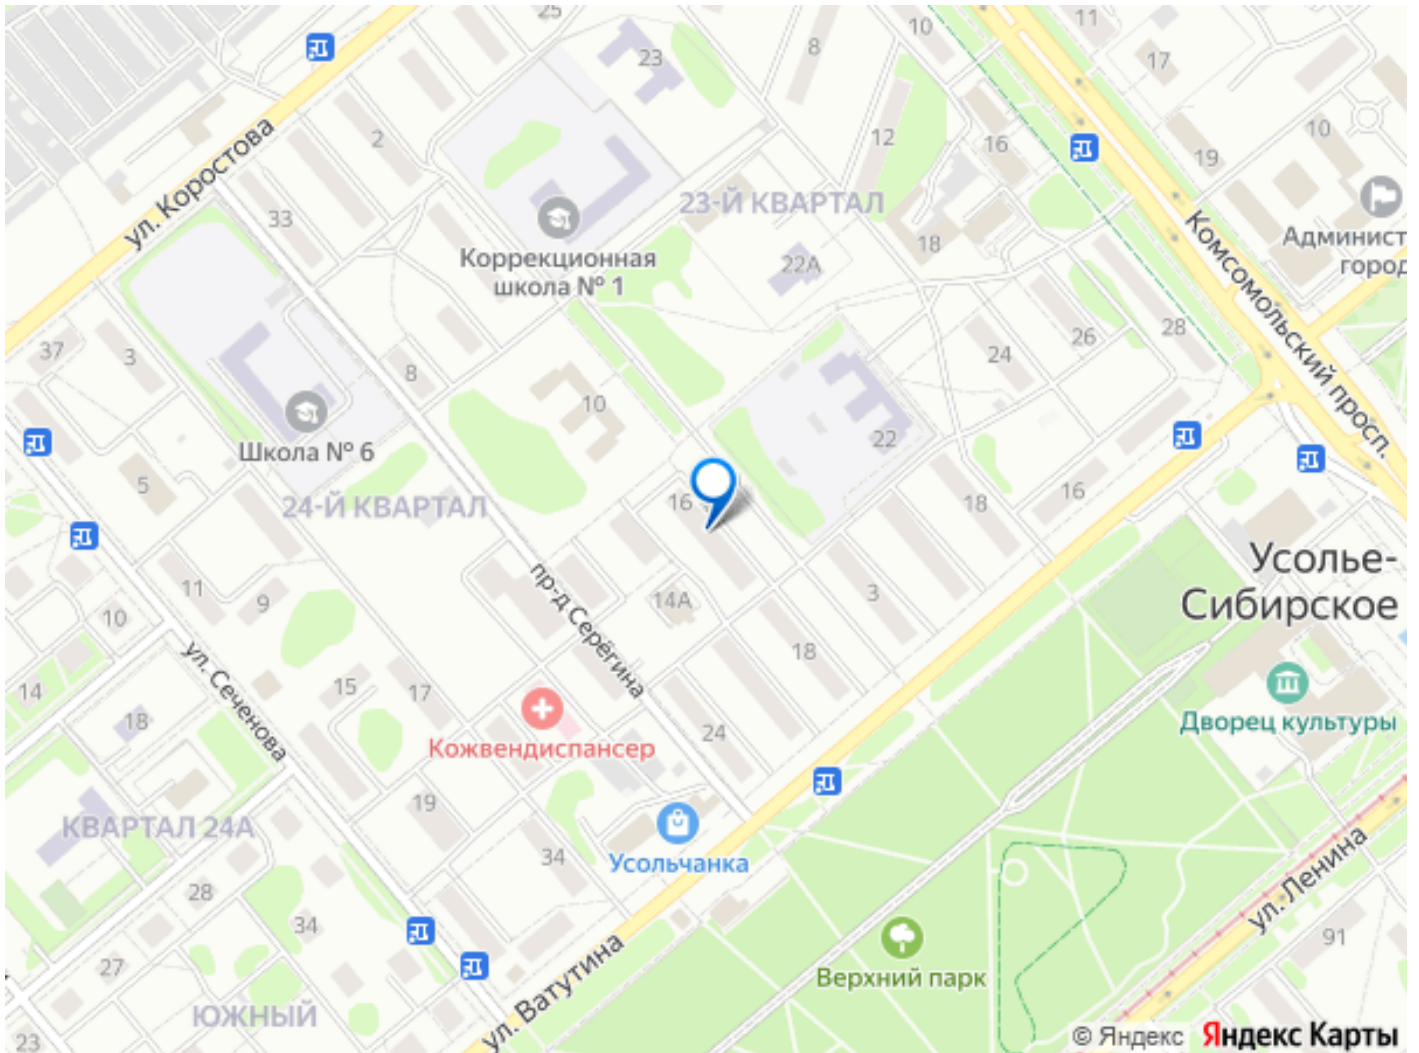 25
23
8
10
11
17
2
12
16
10
19
ул. Коростова
33
23-Й КВАРТАЛ
18
Комсомольский просп.
Админист
город
Коррекционная
школа № 1
22А
37
3
8
24
26
28
10
22
Школа № 6
5
24-Й КВАРТАЛ
16
18
16
11
9
10
пр-д Серёгина
14А
3
Усолье-
Сибирское
14
18
ул. Сеченова
15
17
18
24
Кожвендиспансер
Дворец культуры
КВАРТАЛ 24А
19
34
Усольчанка
28
34
27
ул. Ватутина
Верхний парк
ул. Ленина
91
ЮЖНЫЙ
23
© Яндекс Яндекс Карты